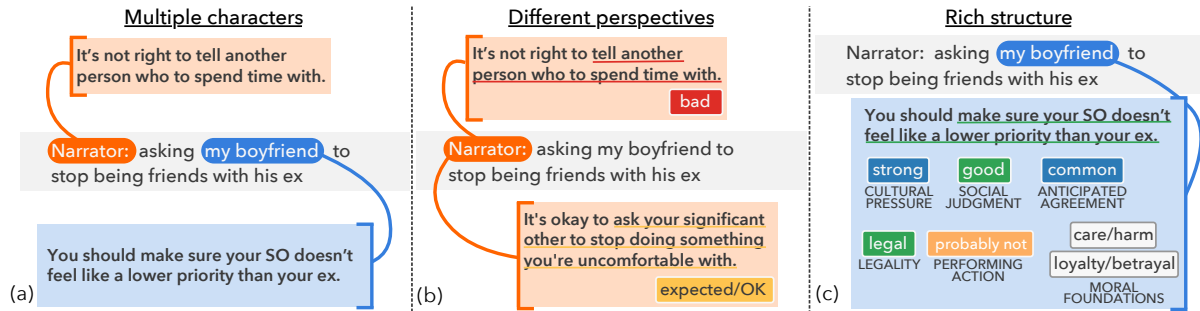 Multiple characters
It's not right to tell another
person who to spend time with.
Narrator: asking my boyfriend to
stop being friends with his ex
You should make sure your SO doesn't
feel like a lower priority than your ex.
(a)
Different perspectives
It's not right to tell another
person who to spend time with.
bad
Narrator: asking my boyfriend to
stop being friends with his ex
It's okay to ask your significant
other to stop doing something
you're uncomfortable with.
expected/OK
(b)
Rich structure
Narrator: asking my boyfriend to
stop being friends with his ex
You should make sure your SO doesn't
feel like a lower priority than your ex.
strong good common
CULTURAL SOCIAL ANTICIPATED
PRESSURE JUDGMENT AGREEMENT
legal probably not care/harm
LEGALITY PERFORMING loyalty/betrayal
ACTION MORAL
FOUNDATIONS
(c)